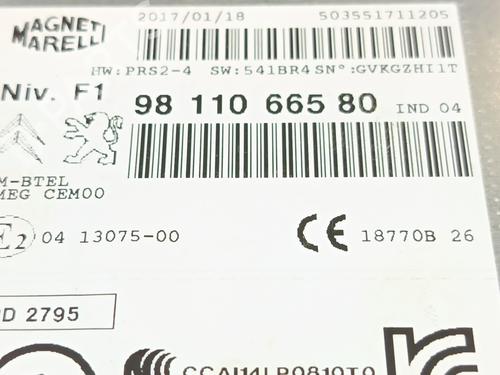 MAGNETI
MARELLI
2017/01/18 503551711205
HW:PRS2-4 SW:541BR4 SN°:GVKGZHI1T
Niv. F1
98 110 665 80 IND 04
M-BTEL
MEG CEM00
E2 04 13075-00
CE 18770B 26
2795
CCAI14LP0810T0